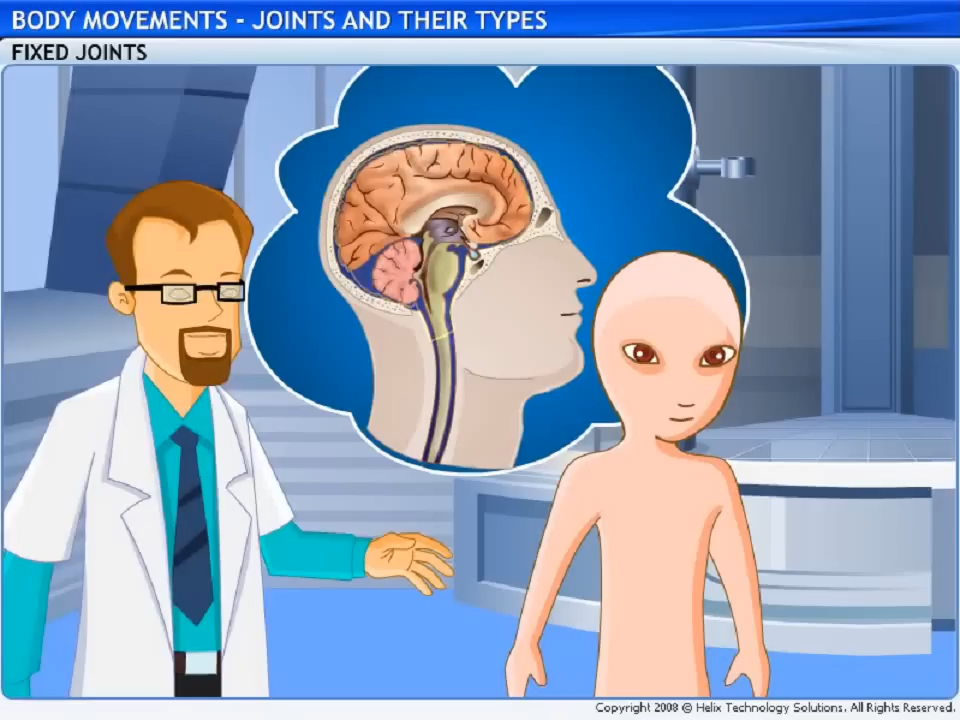 BODY MOVEMENTS - JOINTS AND THEIR TYPES
FIXED JOINTS
Copyright 2008 @ Helix Technology Solutions. All Rights Reserved.